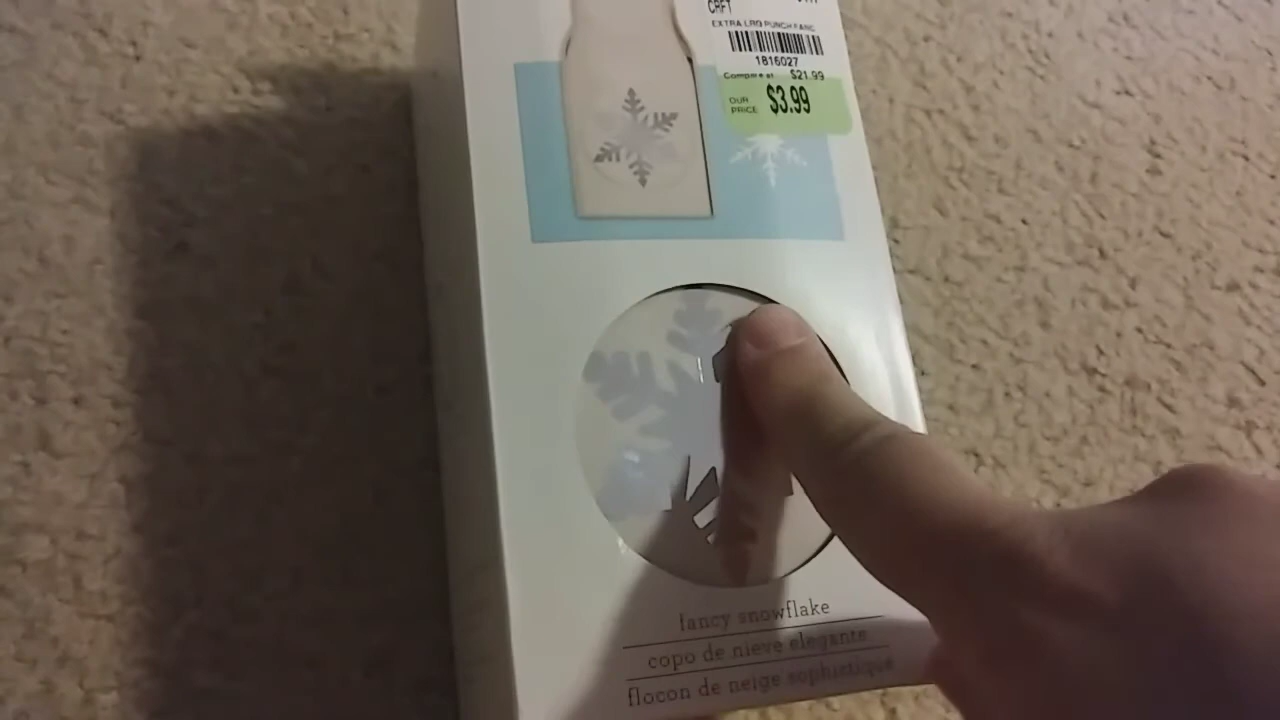 CRFT
EXTRA LRG PUNCH FANC
1816027
Compare at $21.99
OUR PRICE $3.99
fancy snowflake
copo de nieve elegante
flocon de neige sophistiqué